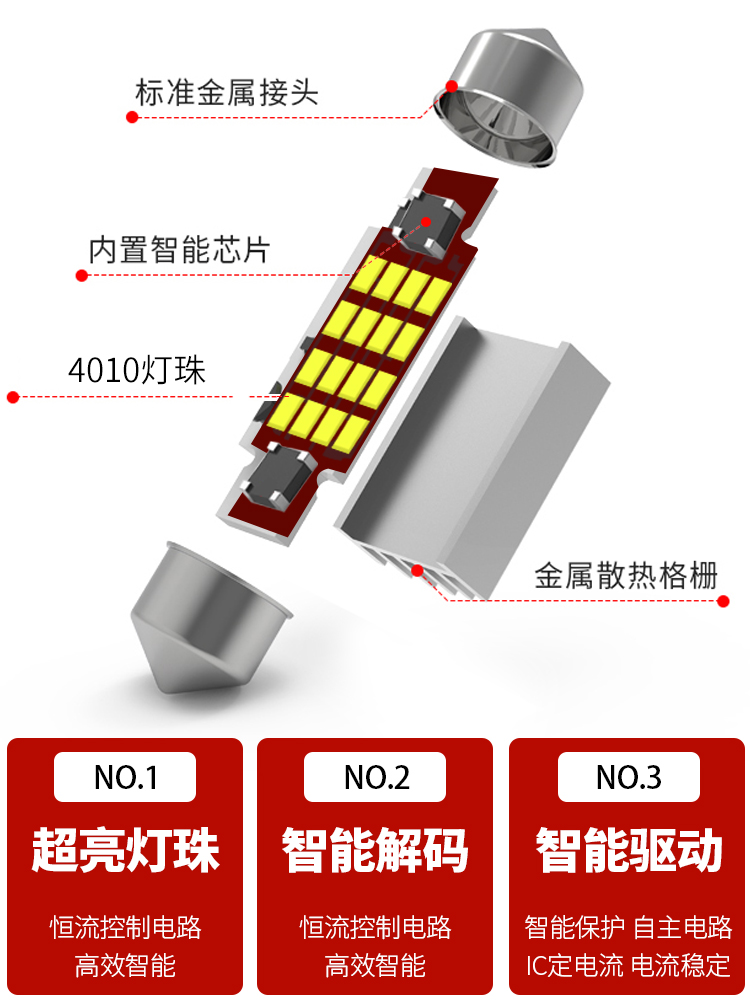 标准金属接头
内置智能芯片
4010灯珠
金属散热格栅
NO.1
超亮灯珠
恒流控制电路
高效智能
NO.2
智能解码
恒流控制电路
高效智能
NO.3
智能驱动
智能保护 自主电路
IC定电流 电流稳定